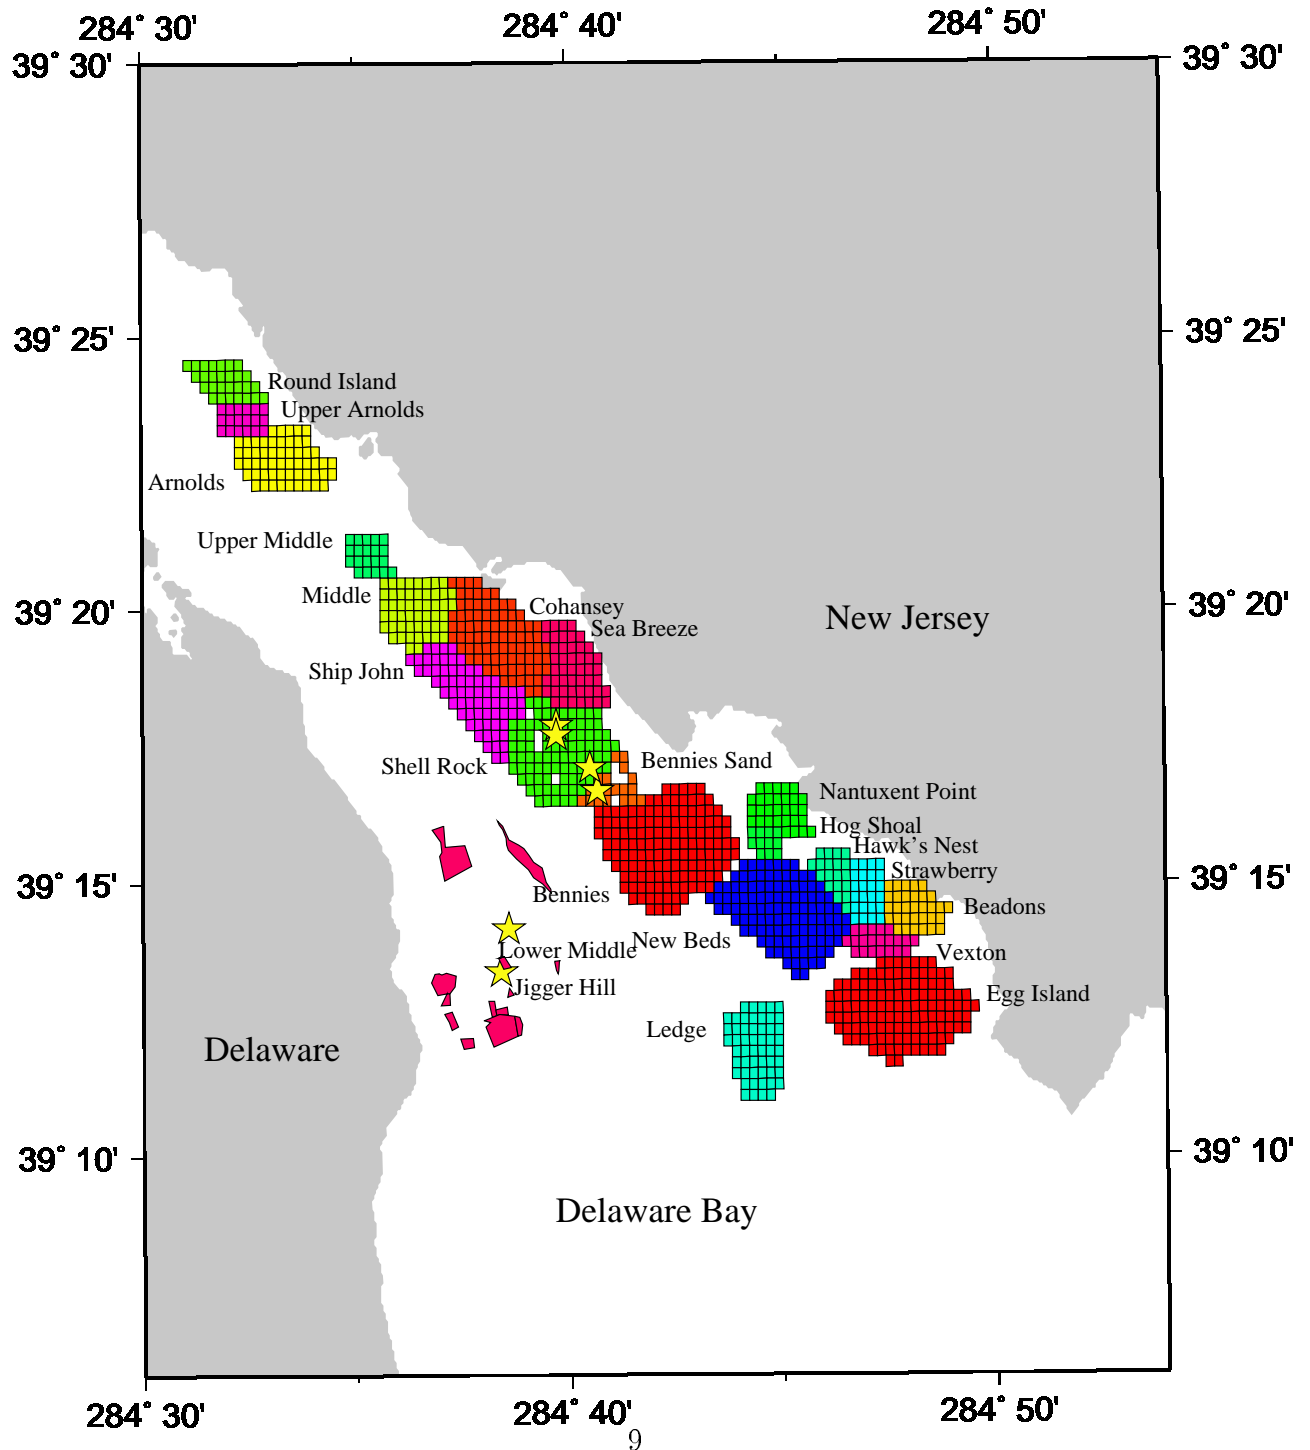 284° 30'
284° 40'
284° 50'
39° 30'
39° 30'
39° 25'
39° 25'
Round Island
Upper Arnolds
Arnolds
Upper Middle
Middle
Cohansey
39° 20'
New Jersey
39° 20'
Sea Breeze
Ship John
Shell Rock
Bennies Sand
Nantuxent Point
Hog Shoal
Hawk's Nest
Strawberry
39° 15'
39° 15'
Bennies
Beadons
New Beds
Lower Middle
Vexton
Jigger Hill
Egg Island
Ledge
Delaware
39° 10'
39° 10'
Delaware Bay
284° 30'
284° 40'
284° 50'
9